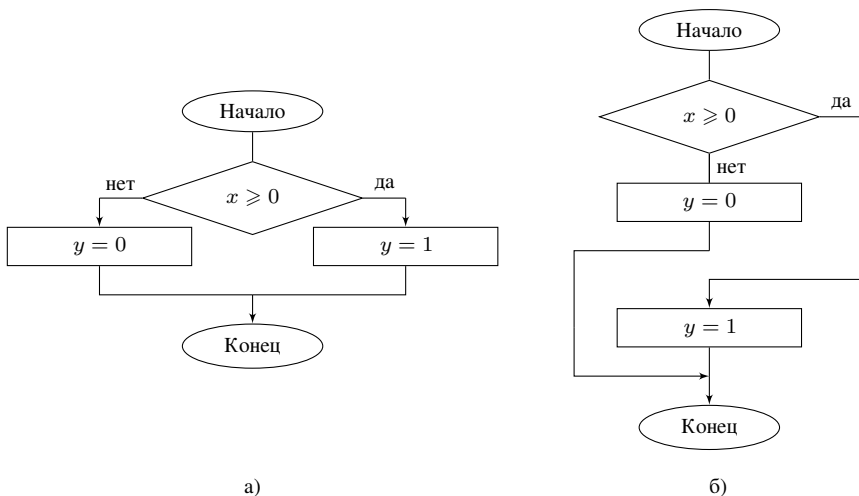 Начало
x ⩾ 0
нет
да
y = 0
y = 1
Конец
а)
Начало
x ⩾ 0
да
нет
y = 0
y = 1
Конец
б)